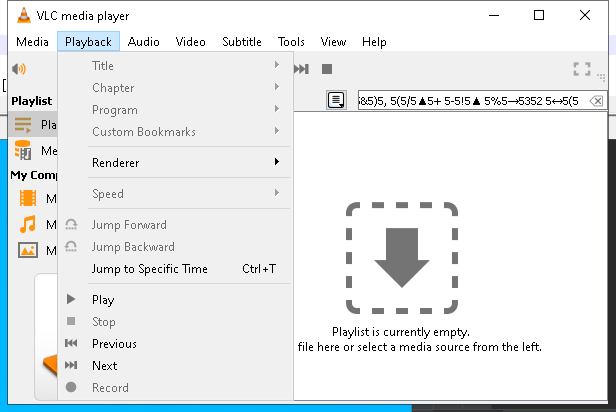 VLC media player
Media Playback Audio Video Subtitle Tools View Help
Title
Chapter
Program
Custom Bookmarks
Renderer
Speed
Jump Forward
Jump Backward
Jump to Specific Time Ctrl+T
Play
Stop
Previous
Next
Record
Playlist
My Comp
5&5)5, 5(5/5▲5+ 5-5!5▲ 5%5→5352 5↔5(5
Playlist is currently empty.
file here or select a media source from the left.